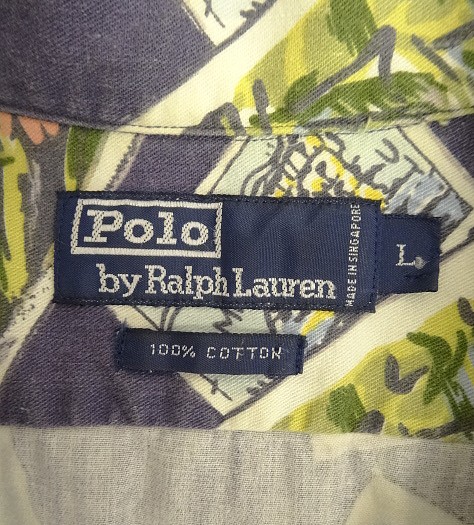 Polo
by Ralph Lauren
MADE IN SINGAPORE
L
100% COTTON